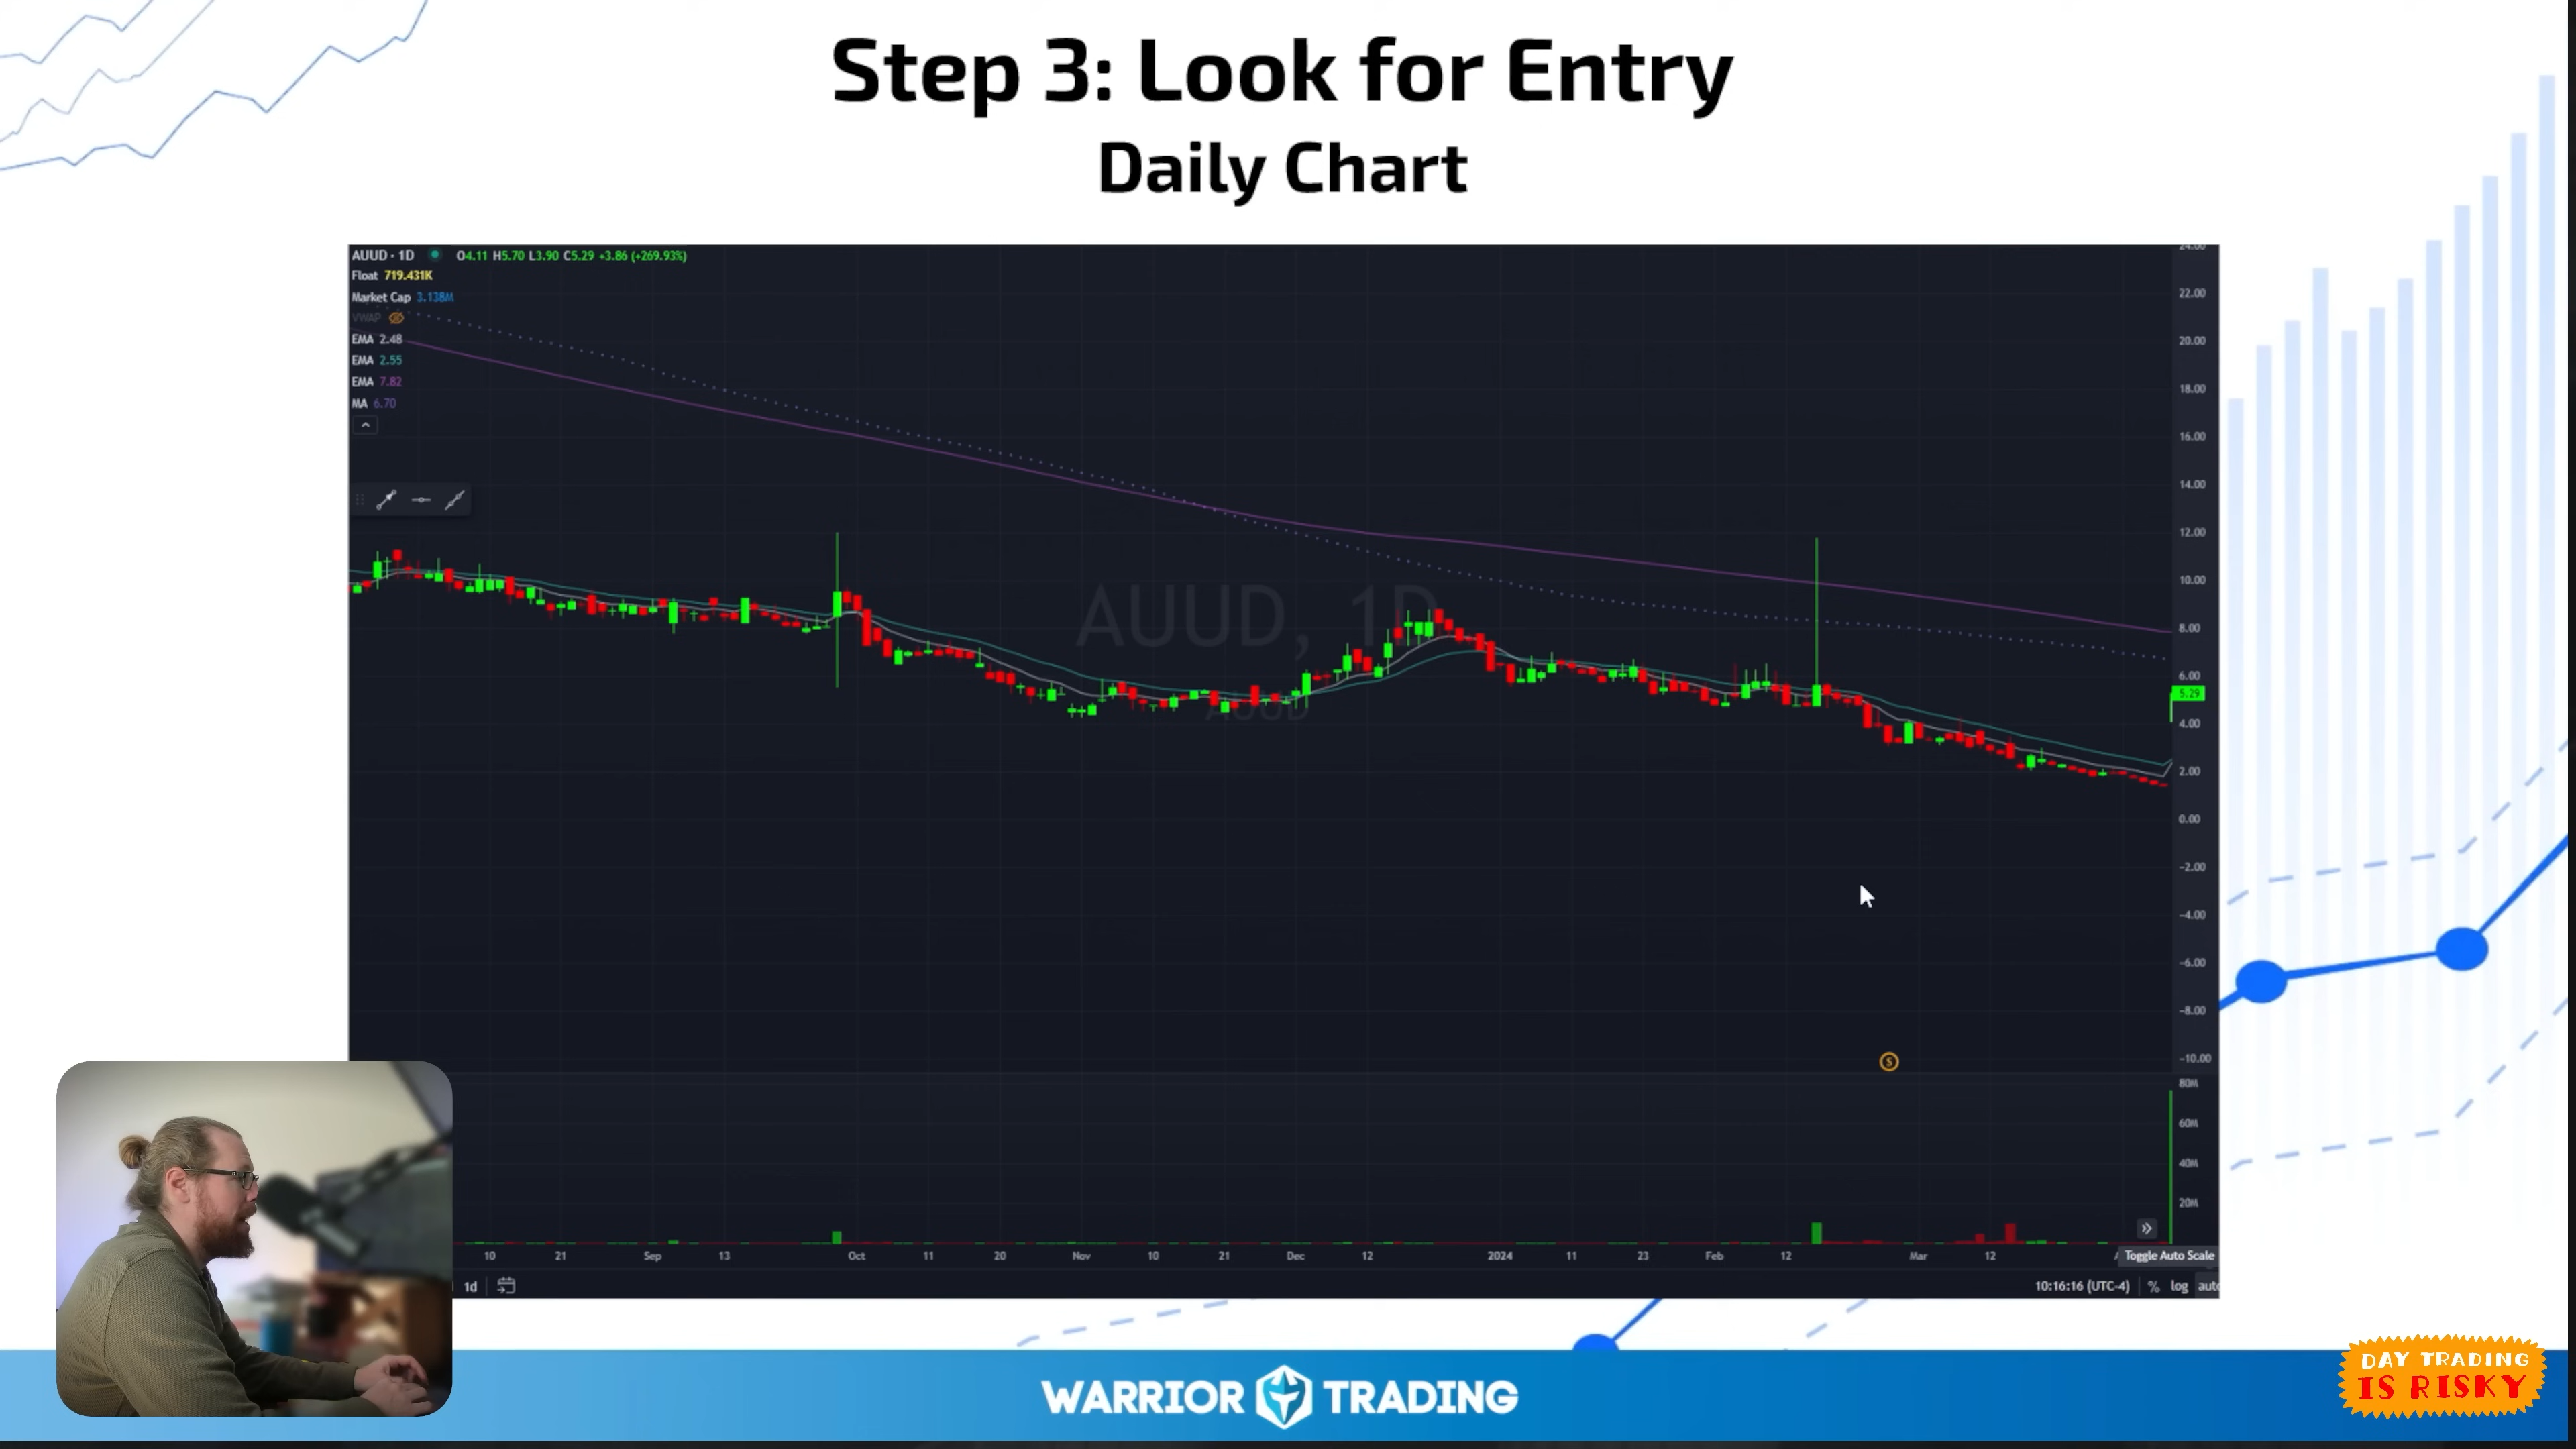 Step 3: Look for Entry
Daily Chart
AUUD · 1D O4.11 H5.70 L3.90 C5.29 +3.86 (+269.93%)
Float 719.431K
Market Cap 3.138M
VWAP
EMA 2.48
EMA 2.55
EMA 7.82
MA 6.70
24.00
22.00
20.00
18.00
16.00
14.00
12.00
10.00
8.00
6.00
5.29
4.00
2.00
0.00
-2.00
-4.00
-6.00
-8.00
-10.00
AUUD, 1D
AUUD
S
80M
60M
40M
20M
10 21 Sep 13 Oct 11 20 Nov 10 21 Dec 12 2024 11 23 Feb 12 Mar 12 Toggle Auto Scale
1d 10:16:16 (UTC-4) % log auto
WARRIOR TRADING
DAY TRADING
IS RISKY